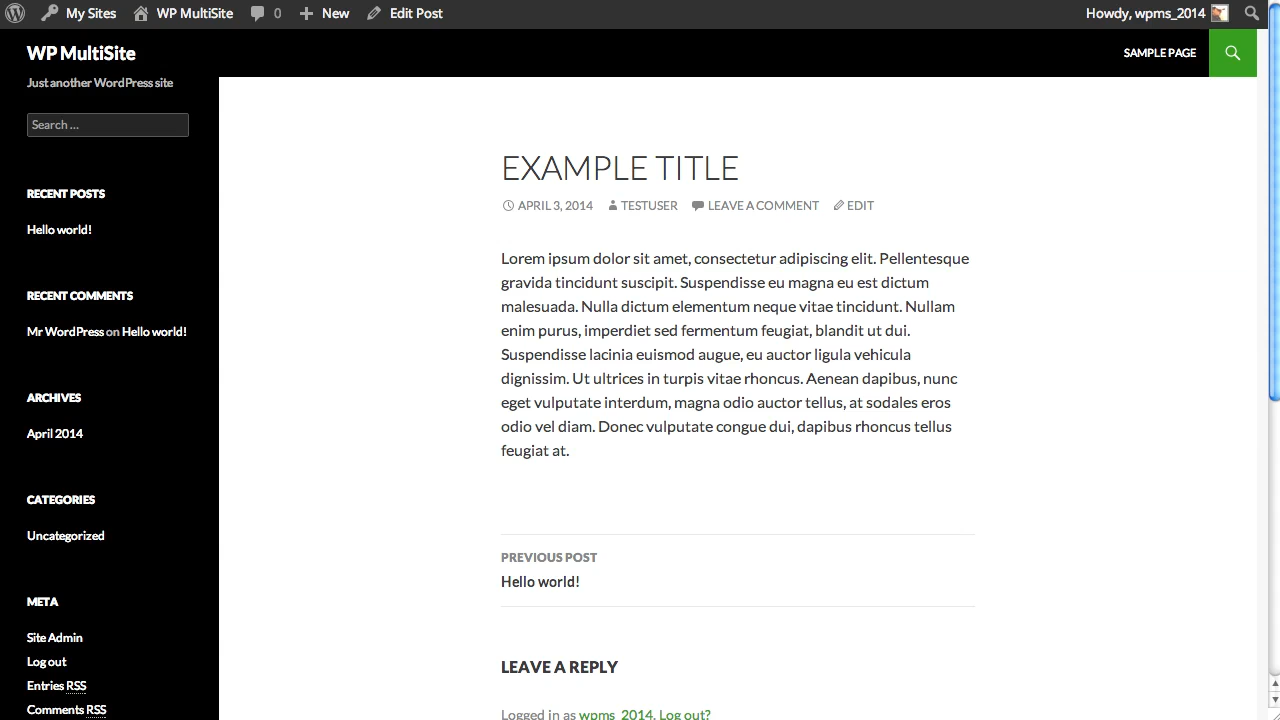 My Sites WP MultiSite 0 New Edit Post Howdy, wpms_2014
WP MultiSite
Just another WordPress site
SAMPLE PAGE
Search ...
RECENT POSTS
Hello world!
RECENT COMMENTS
Mr WordPress on Hello world!
ARCHIVES
April 2014
CATEGORIES
Uncategorized
META
Site Admin
Log out
Entries RSS
Comments RSS
EXAMPLE TITLE
APRIL 3, 2014 TESTUSER LEAVE A COMMENT EDIT
Lorem ipsum dolor sit amet, consectetur adipiscing elit. Pellentesque
gravida tincidunt suscipit. Suspendisse eu magna eu est dictum
malesuada. Nulla dictum elementum neque vitae tincidunt. Nullam
enim purus, imperdiet sed fermentum feugiat, blandit ut dui.
Suspendisse lacinia euismod augue, eu auctor ligula vehicula
dignissim. Ut ultrices in turpis vitae rhoncus. Aenean dapibus, nunc
eget vulputate interdum, magna odio auctor tellus, at sodales eros
odio vel diam. Donec vulputate congue dui, dapibus rhoncus tellus
feugiat at.
PREVIOUS POST
Hello world!
LEAVE A REPLY
Logged in as wpms_2014. Log out?